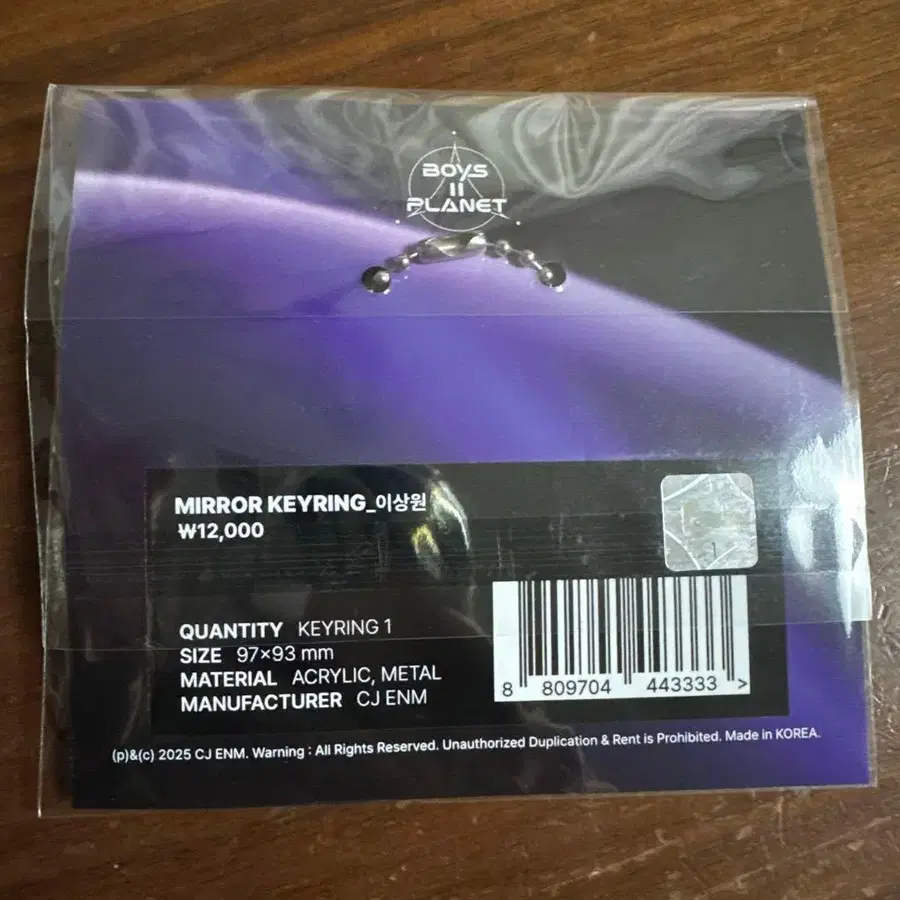 BOYS
II
PLANET
MIRROR KEYRING_이상원
₩12,000
QUANTITY KEYRING 1
SIZE 97×93 mm
MATERIAL ACRYLIC, METAL
MANUFACTURER CJ ENM
8 809704 443333 >
(p)&(c) 2025 CJ ENM. Warning : All Rights Reserved. Unauthorized Duplication & Rent is Prohibited. Made in KOREA.